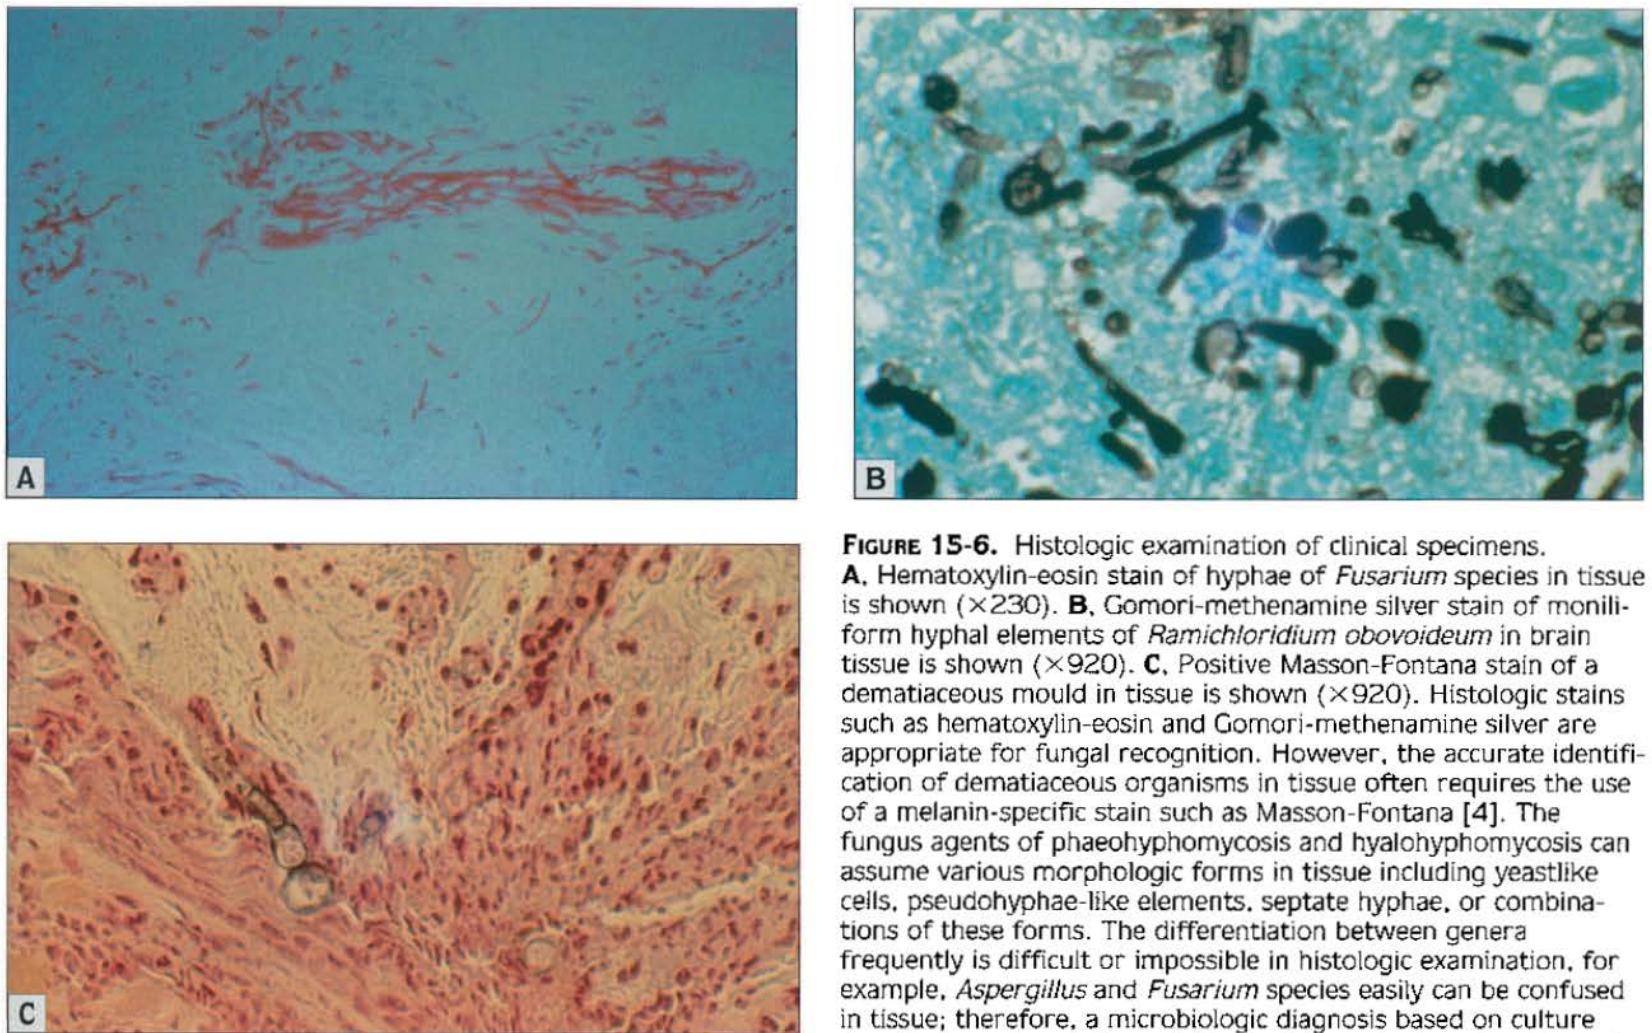 A
B
C
FIGURE 15-6. Histologic examination of clinical specimens.
A, Hematoxylin-eosin stain of hyphae of Fusarium species in tissue
is shown (×230). B, Gomori-methenamine silver stain of monili-
form hyphal elements of Ramichloridium obovoideum in brain
tissue is shown (×920). C, Positive Masson-Fontana stain of a
dematiaceous mould in tissue is shown (×920). Histologic stains
such as hematoxylin-eosin and Gomori-methenamine silver are
appropriate for fungal recognition. However, the accurate identifi-
cation of dematiaceous organisms in tissue often requires the use
of a melanin-specific stain such as Masson-Fontana [4]. The
fungus agents of phaeohyphomycosis and hyalohyphomycosis can
assume various morphologic forms in tissue including yeastlike
cells, pseudohyphae-like elements, septate hyphae, or combina-
tions of these forms. The differentiation between genera
frequently is difficult or impossible in histologic examination, for
example, Aspergillus and Fusarium species easily can be confused
in tissue; therefore, a microbiologic diagnosis based on culture